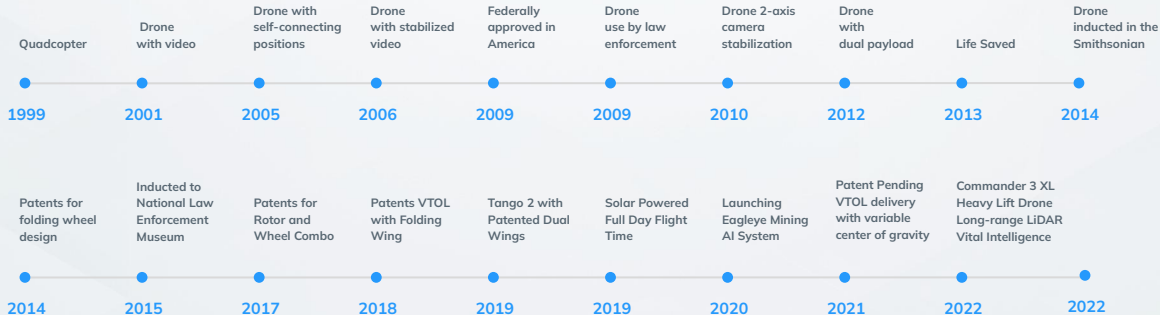 Quadcopter
Drone
with video
Drone with
self-connecting
positions
Drone
with stabilized
video
Federally
approved in
America
Drone
use by law
enforcement
Drone 2-axis
camera
stabilization
Drone
with
dual payload
Life Saved
Drone
inducted in the
Smithsonian
1999
2001
2005
2006
2009
2009
2010
2012
2013
2014
Patents for
folding wheel
design
Inducted to
National Law
Enforcement
Museum
Patents for
Rotor and
Wheel Combo
Patents VTOL
with Folding
Wing
Tango 2 with
Patented Dual
Wings
Solar Powered
Full Day Flight
Time
Launching
Eagleye Mining
AI System
Patent Pending
VTOL delivery
with variable
center of gravity
Commander 3 XL
Heavy Lift Drone
Long-range LiDAR
Vital Intelligence
2014
2015
2017
2018
2019
2019
2020
2021
2022
2022